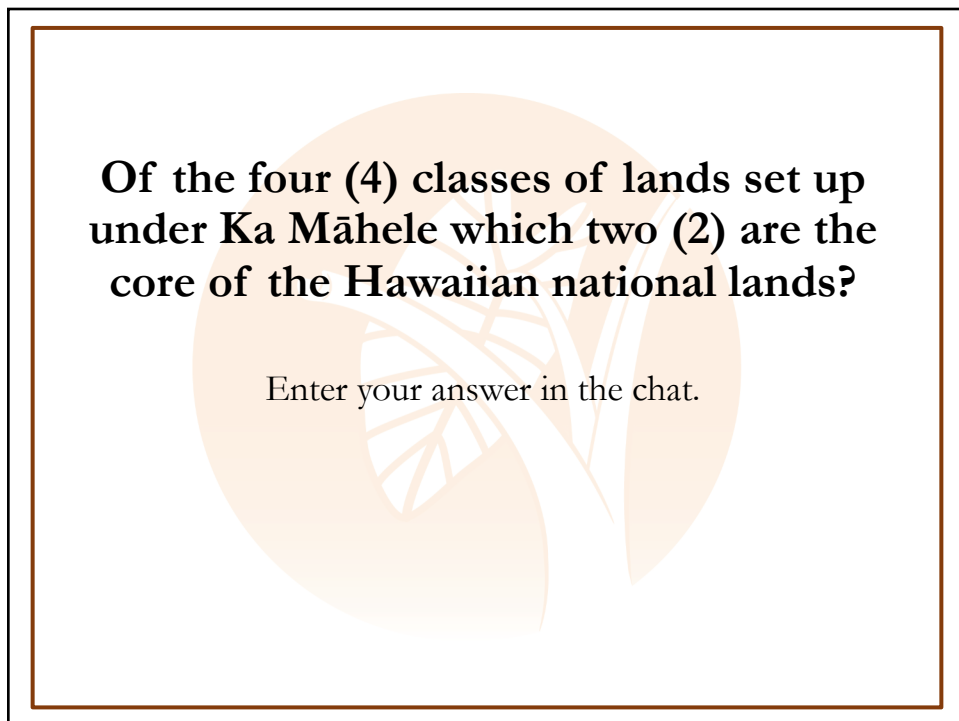 Of the four (4) classes of lands set up
under Ka Māhele which two (2) are the
core of the Hawaiian national lands?
Enter your answer in the chat.